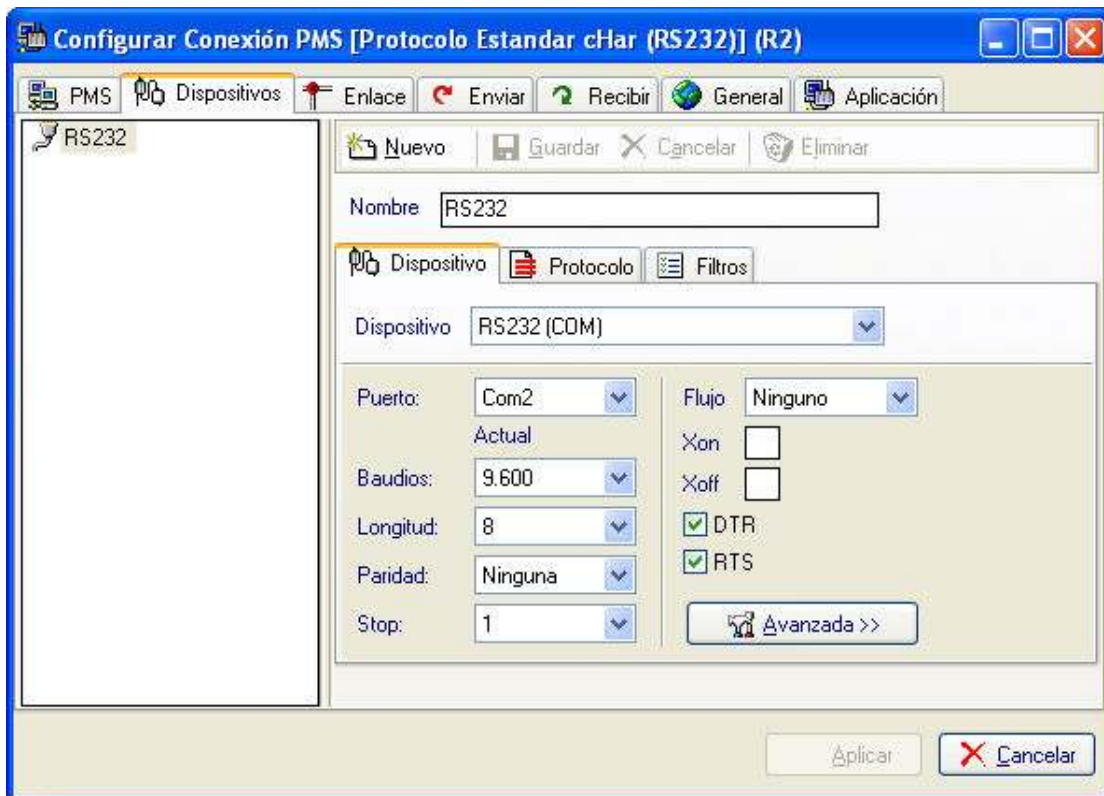 Configurar Conexión PMS [Protocolo Estandar cHar (RS232)] (R2)
PMS Dispositivos Enlace Enviar Recibir General Aplicación
RS232
Nuevo Guardar Cancelar Eliminar
Nombre RS232
Dispositivo Protocolo Filtros
Dispositivo RS232 (COM)
Puerto: Com2 Flujo Ninguno
Actual Xon
Baudios: 9.600 Xoff
Longitud: 8 DTR
Paridad: Ninguna RTS
Stop: 1 Avanzada >>
Aplicar Cancelar